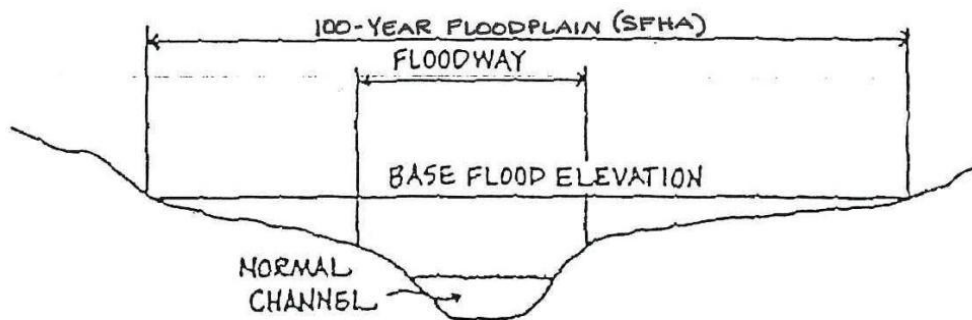 100-YEAR FLOODPLAIN (SFHA)
FLOODWAY
BASE FLOOD ELEVATION
NORMAL
CHANNEL